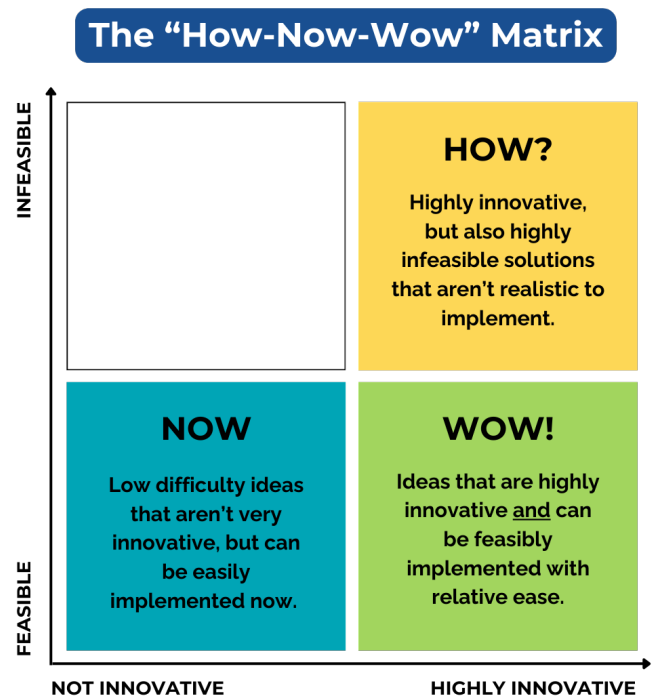 The “How-Now-Wow” Matrix
INFEASIBLE
HOW?
Highly innovative,
but also highly
infeasible solutions
that aren’t realistic to
implement.
NOW
Low difficulty ideas
that aren’t very
innovative, but can
be easily
implemented now.
WOW!
Ideas that are highly
innovative and can
be feasibly
implemented with
relative ease.
FEASIBLE
NOT INNOVATIVE
HIGHLY INNOVATIVE